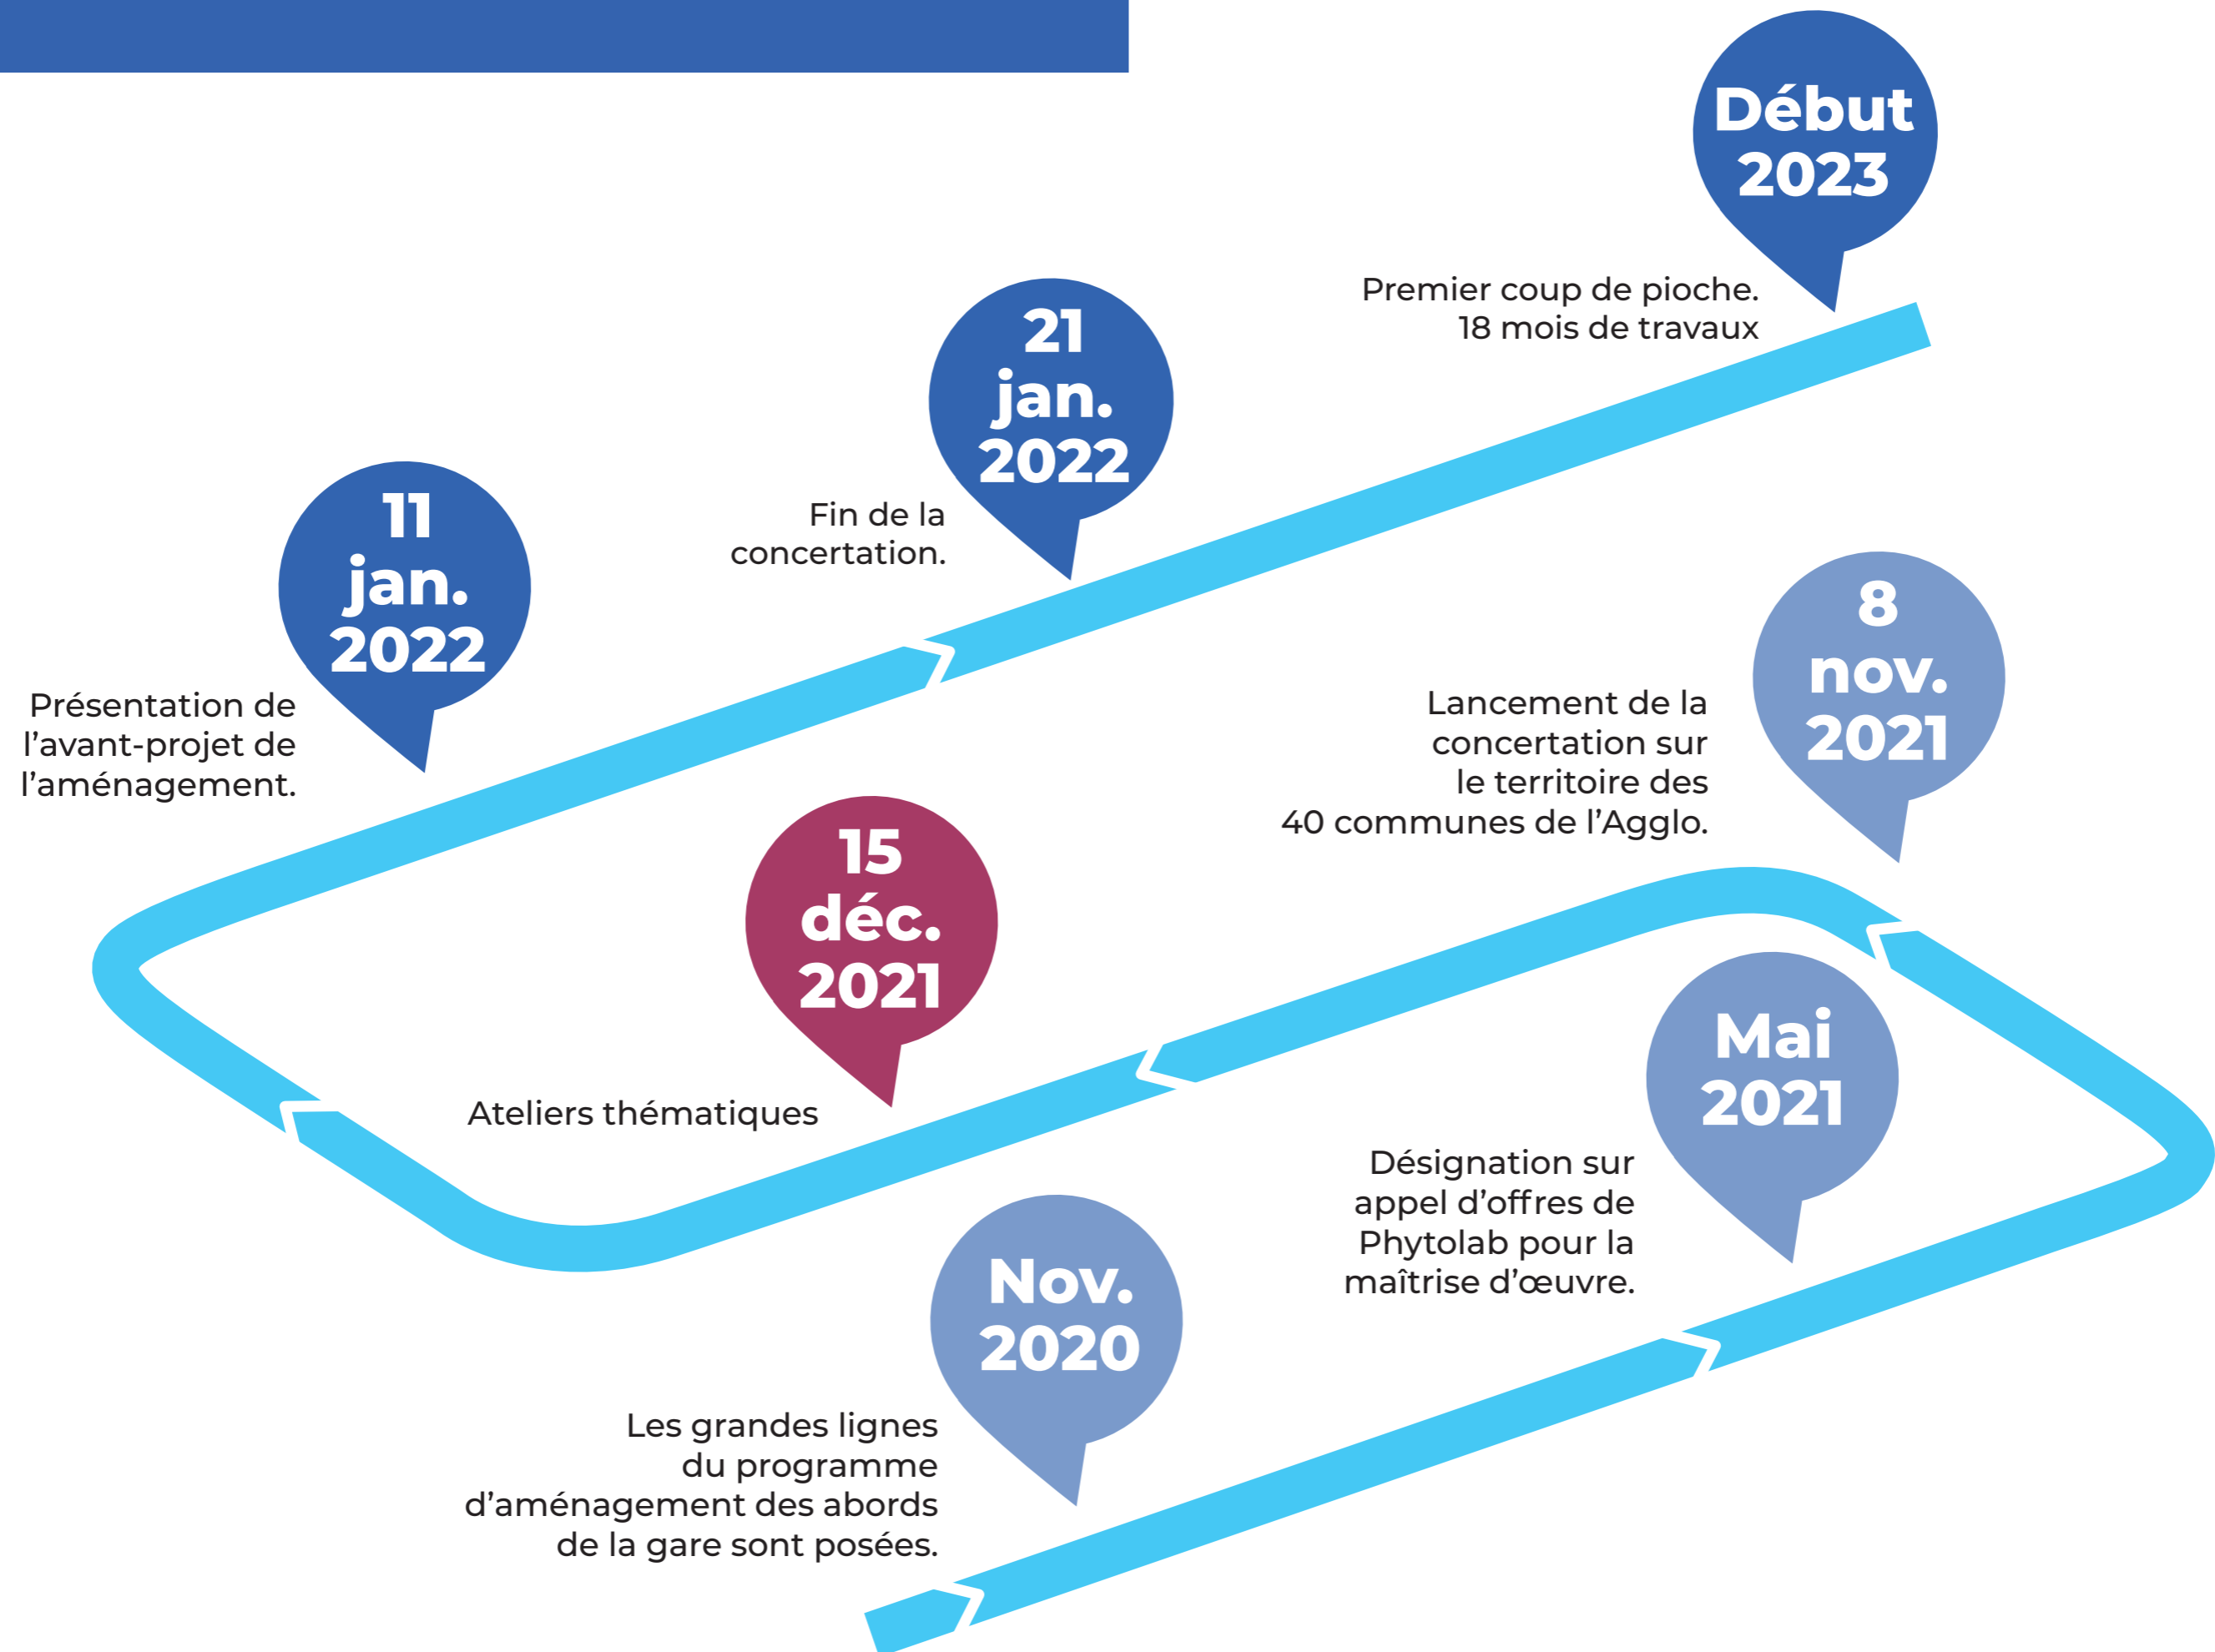 Début
2023
Premier coup de pioche.
18 mois de travaux
21
jan.
2022
Fin de la
concertation.
11
jan.
2022
Présentation de
l’avant-projet de
l’aménagement.
8
nov.
2021
Lancement de la
concertation sur
le territoire des
40 communes de l’Agglo.
15
déc.
2021
Ateliers thématiques
Mai
2021
Désignation sur
appel d’offres de
Phytolab pour la
maîtrise d’œuvre.
Nov.
2020
Les grandes lignes
du programme
d’aménagement des abords
de la gare sont posées.